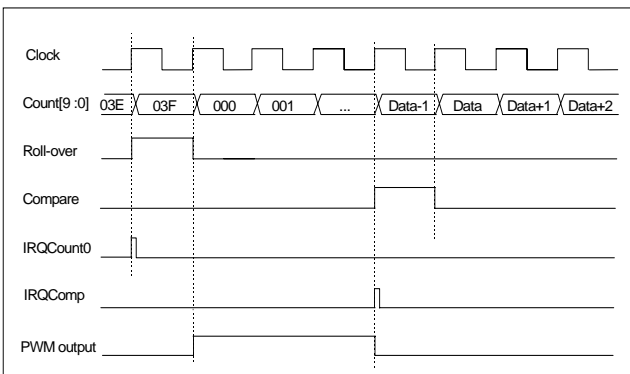 Clock
Count[9 :0] 03E 03F 000 001 ... Data-1 Data Data+1 Data+2
Roll-over
Compare
IRQCount0
IRQComp
PWM output